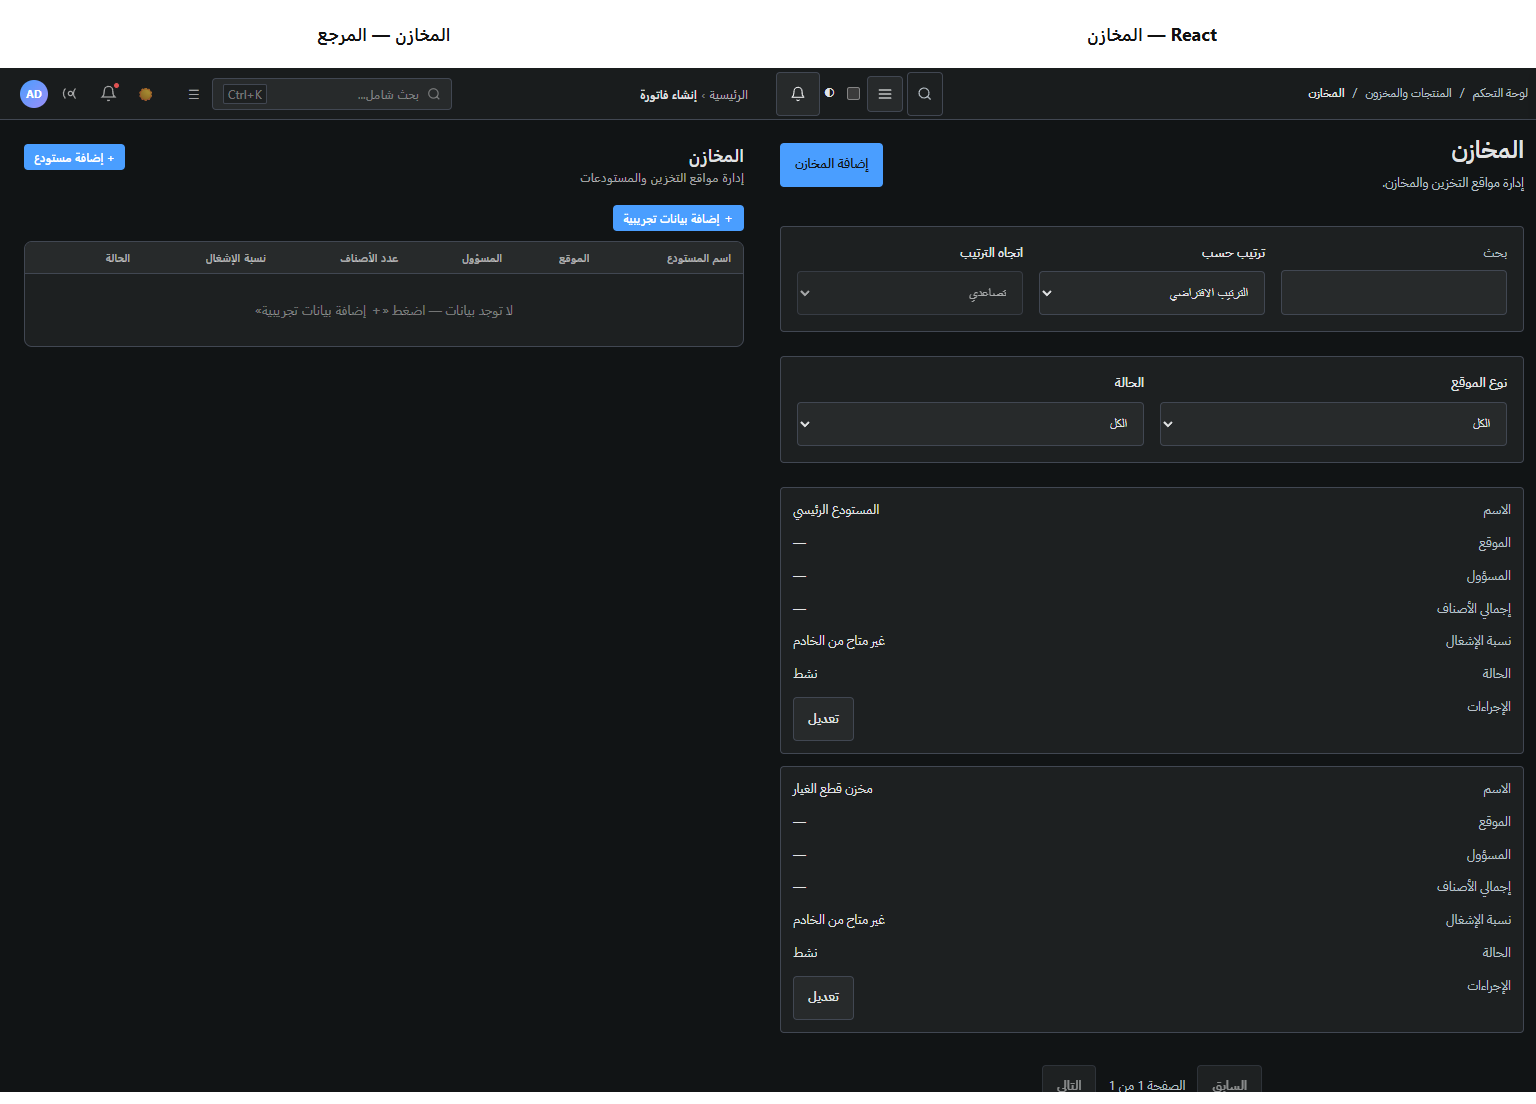 React — المخازن
لوحة التحكم / المنتجات والمخزون / المخازن
المخازن
إدارة مواقع التخزين والمخازن.
إضافة المخازن
بحث
ترتيب حسب
اتجاه الترتيب
الترتيب الافتراضي
تصاعدي
نوع الموقع
الحالة
الكل
الكل
الاسم المستودع الرئيسي
الموقع —
المسؤول —
إجمالي الأصناف —
نسبة الإشغال غير متاح من الخادم
الحالة نشط
الإجراءات تعديل
الاسم مخزن قطع الغيار
الموقع —
المسؤول —
إجمالي الأصناف —
نسبة الإشغال غير متاح من الخادم
الحالة نشط
الإجراءات تعديل
السابق الصفحة 1 من 1 التالي
المخازن — المرجع
الرئيسية › إنشاء فاتورة
بحث شامل... Ctrl+K
AD
المخازن
إدارة مواقع التخزين والمستودعات
+ إضافة مستودع
+ إضافة بيانات تجريبية
اسم المستودع الموقع المسؤول عدد الأصناف نسبة الإشغال الحالة
لا توجد بيانات — اضغط «+ إضافة بيانات تجريبية»